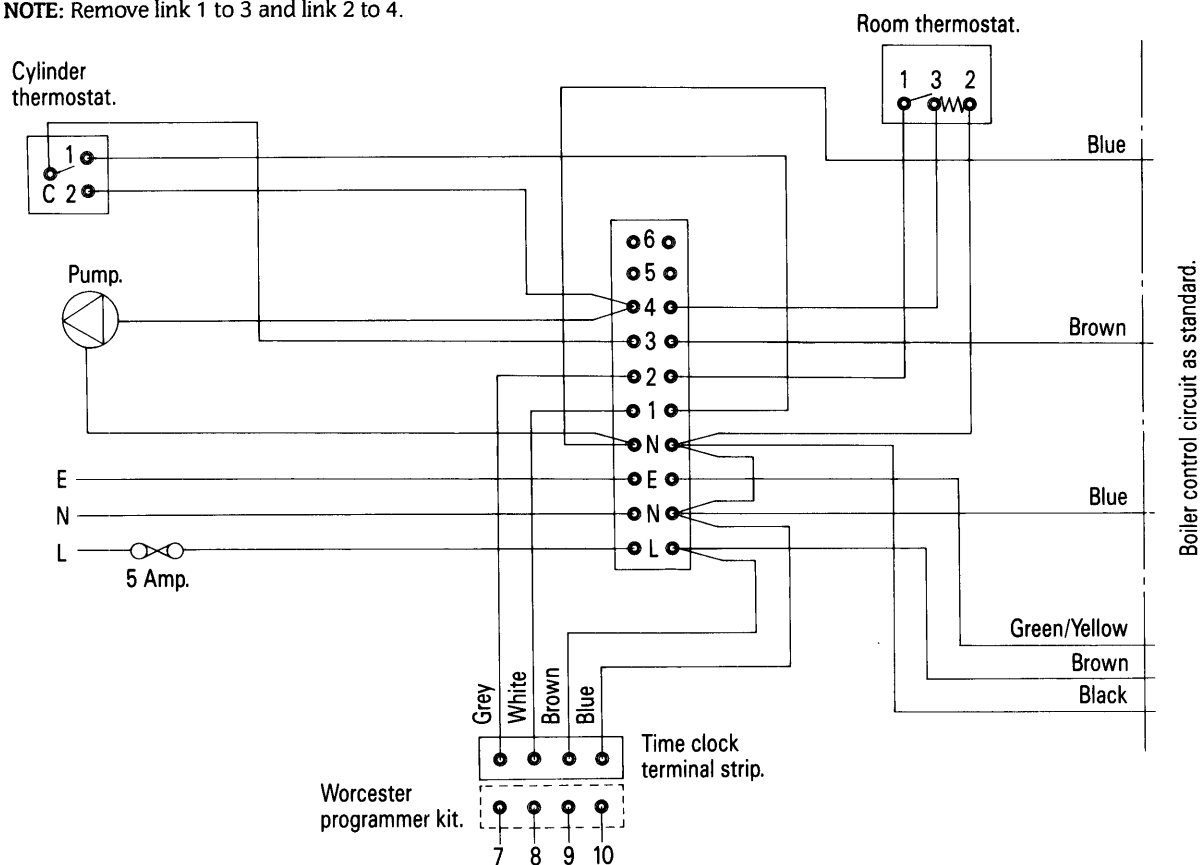 NOTE: Remove link 1 to 3 and link 2 to 4.
Room thermostat.
Cylinder
thermostat.
1 3 2
Blue
1
C 2
6
5
Pump.
4
Brown
3
2
1
N
E
E
Blue
N
N
L
L
5 Amp.
Boiler control circuit as standard.
Green/Yellow
Brown
Black
Grey
White
Brown
Blue
Time clock
terminal strip.
Worcester
programmer kit.
7 8 9 10